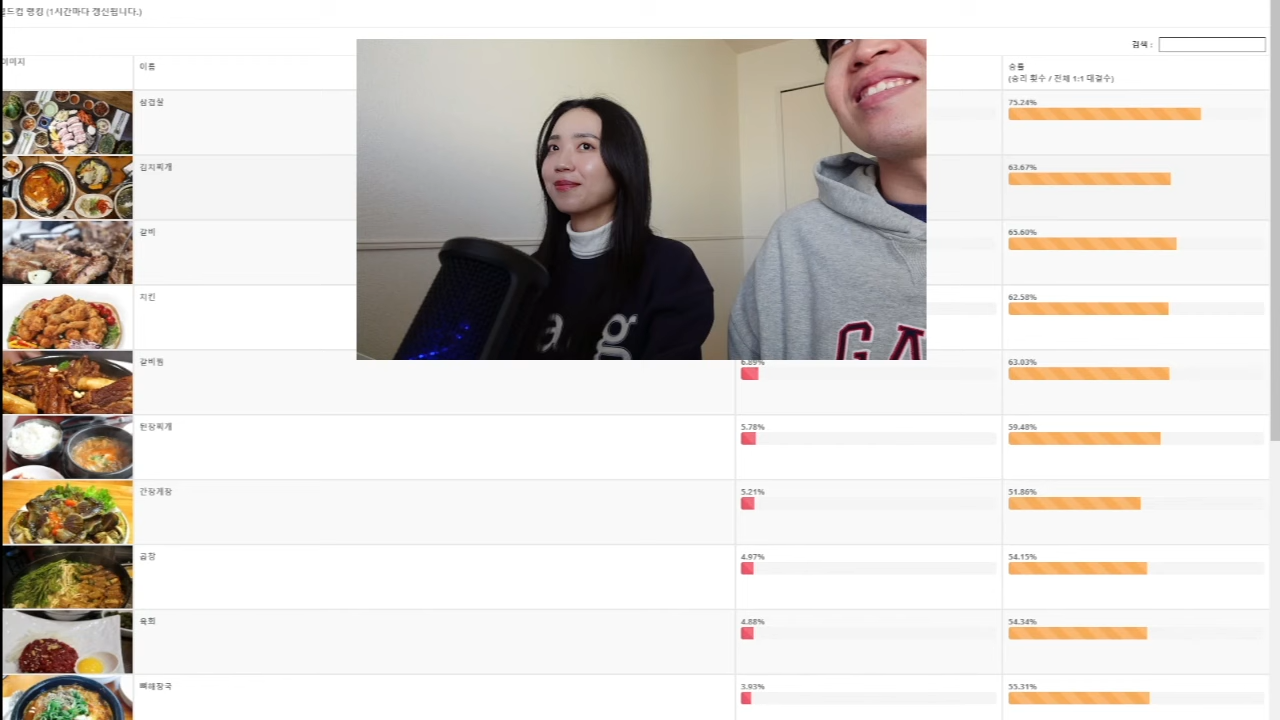 월드컵 랭킹 (1시간마다 갱신됩니다.)
검색 :
이미지
이름
승률
(승리 횟수 / 전체 1:1 대결수)
삼겹살
75.24%
김치찌개
63.67%
갈비
65.60%
치킨
62.58%
갈비찜
6.89%
63.03%
된장찌개
5.78%
59.48%
간장게장
5.21%
51.86%
곱창
4.97%
54.15%
육회
4.88%
54.34%
뼈해장국
3.93%
55.31%
GA